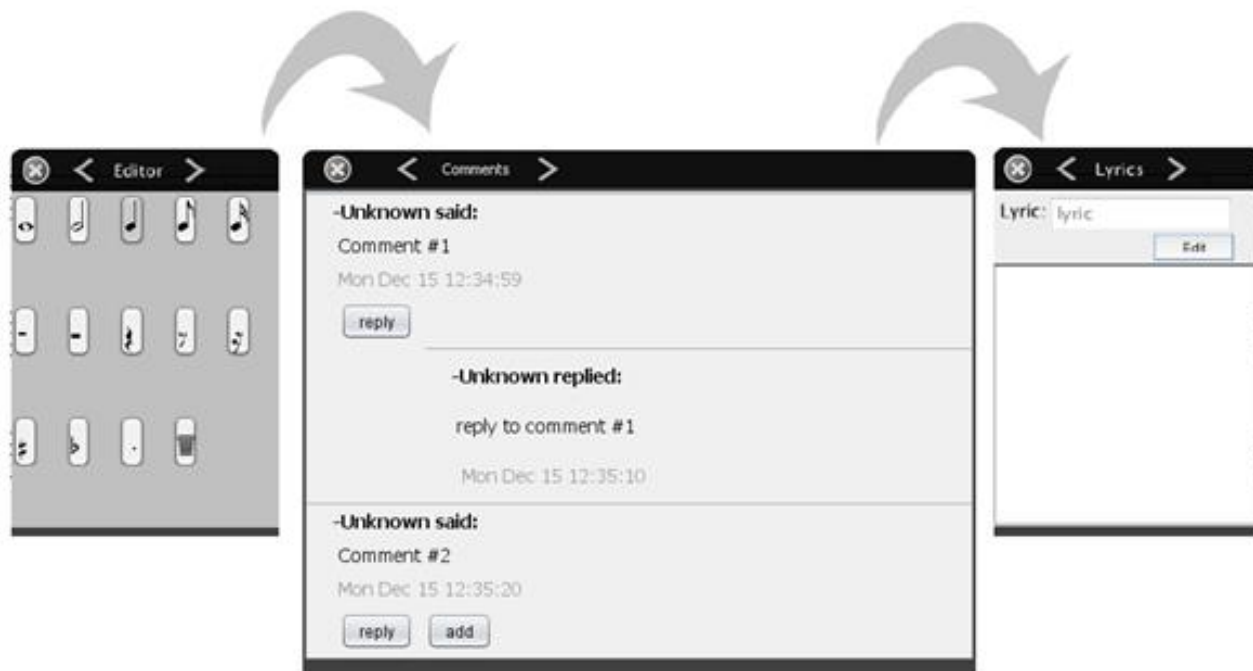 Editor
Comments
-Unknown said:
Comment #1
Mon Dec 15 12:34:59
reply
-Unknown replied:
reply to comment #1
Mon Dec 15 12:35:10
-Unknown said:
Comment #2
Mon Dec 15 12:35:20
reply add
Lyrics
Lyric: lyric
Edit